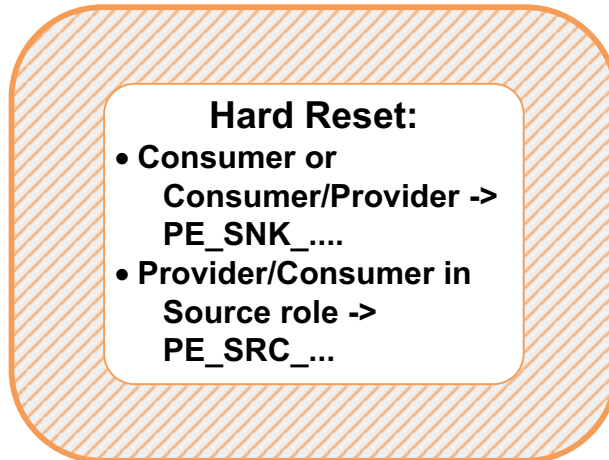 Hard Reset:
• Consumer or
Consumer/Provider ->
PE_SNK_....
• Provider/Consumer in
Source role ->
PE_SRC_...